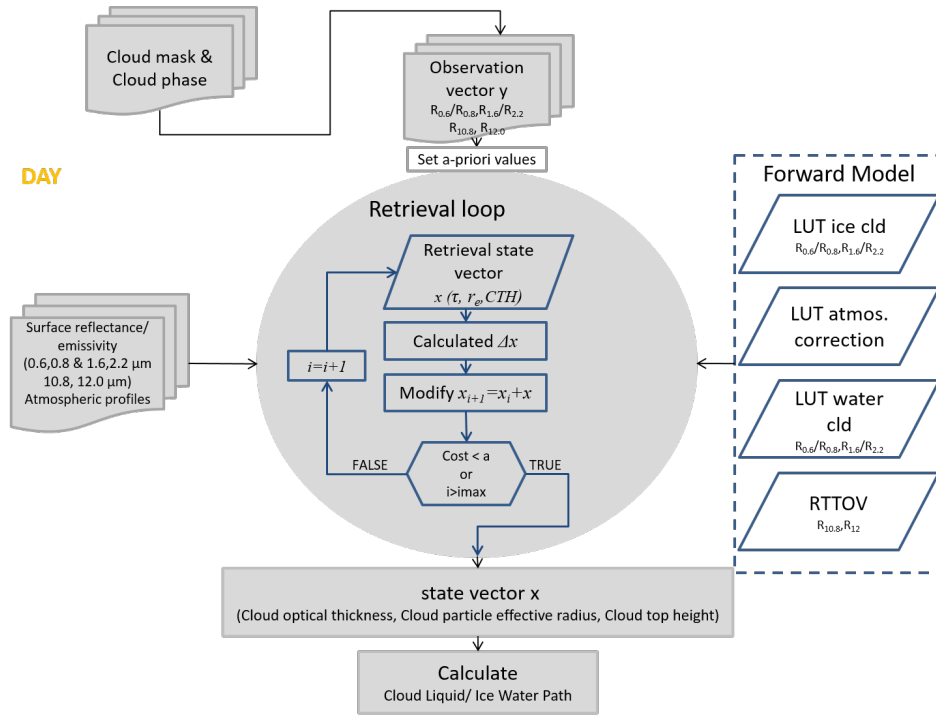 Cloud mask &
Cloud phase
Observation
vector y
R0.6/R0.8,R1.6/R2.2
R10.8, R12.0
Set a-priori values
DAY
Retrieval loop
Retrieval state
vector
x (τ, re,CTH)
Calculated Δx
i=i+1
Modify xi+1=xi+x
Cost < a
or
i>imax
FALSE
TRUE
Surface reflectance/
emissivity
(0.6,0.8 & 1.6,2.2 μm
10.8, 12.0 μm)
Atmospheric profiles
Forward Model
LUT ice cld
R0.6/R0.8,R1.6/R2.2
LUT atmos.
correction
LUT water
cld
R0.6/R0.8,R1.6/R2.2
RTTOV
R10.8,R12
state vector x
(Cloud optical thickness, Cloud particle effective radius, Cloud top height)
Calculate
Cloud Liquid/ Ice Water Path